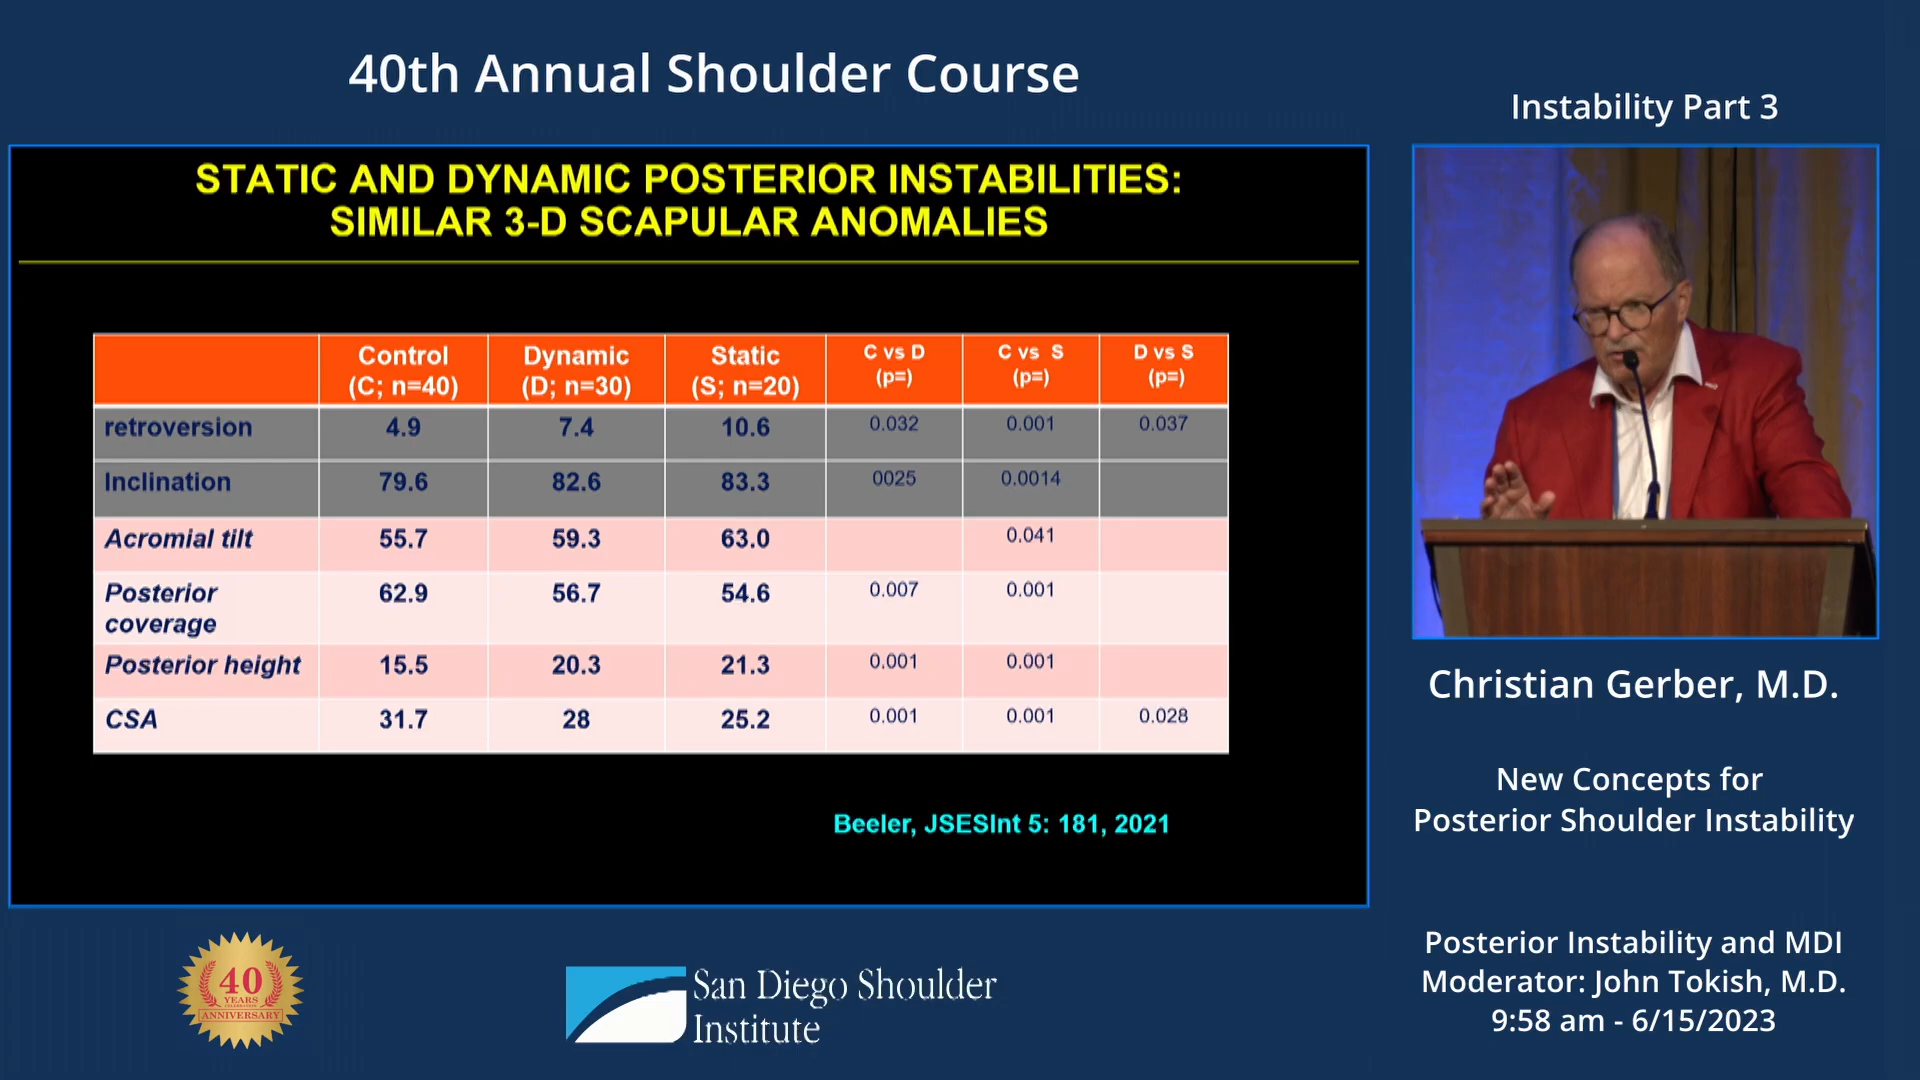 40th Annual Shoulder Course
Instability Part 3
STATIC AND DYNAMIC POSTERIOR INSTABILITIES:
SIMILAR 3-D SCAPULAR ANOMALIES
Control (C; n=40) Dynamic (D; n=30) Static (S; n=20) C vs D (p=) C vs S (p=) D vs S (p=)
retroversion 4.9 7.4 10.6 0.032 0.001 0.037
Inclination 79.6 82.6 83.3 0025 0.0014
Acromial tilt 55.7 59.3 63.0 0.041
Posterior coverage 62.9 56.7 54.6 0.007 0.001
Posterior height 15.5 20.3 21.3 0.001 0.001
CSA 31.7 28 25.2 0.001 0.001 0.028
Beeler, JSESInt 5: 181, 2021
Christian Gerber, M.D.
New Concepts for
Posterior Shoulder Instability
Posterior Instability and MDI
Moderator: John Tokish, M.D.
9:58 am - 6/15/2023
40
YEARS
ANNIVERSARY
San Diego Shoulder
Institute